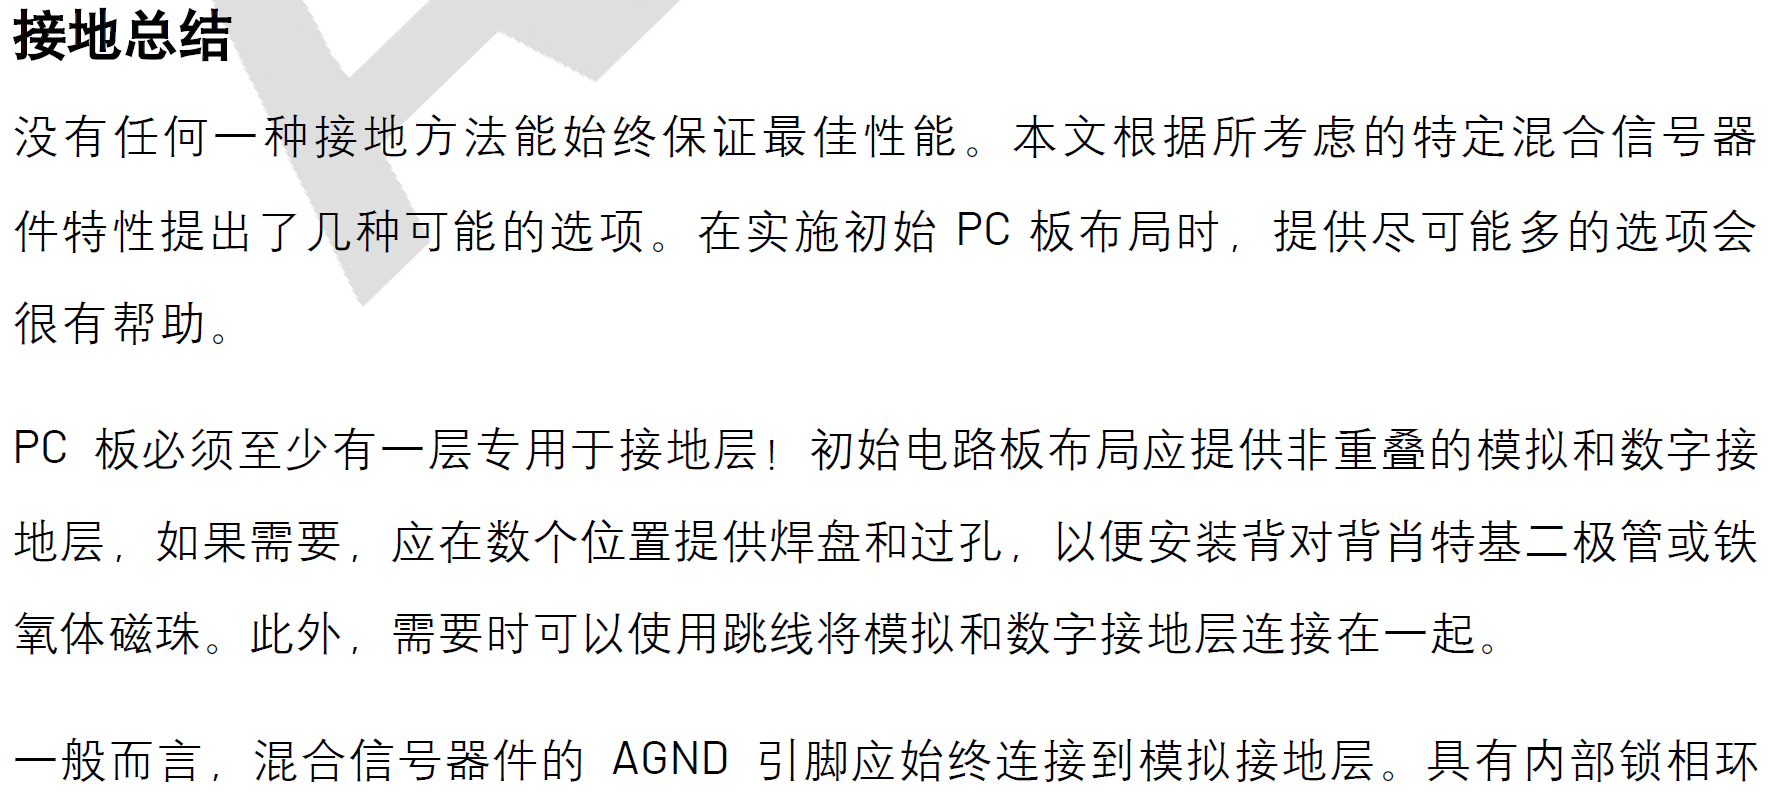 接地总结
没有任何一种接地方法能始终保证最佳性能。本文根据所考虑的特定混合信号器
件特性提出了几种可能的选项。在实施初始 PC 板布局时，提供尽可能多的选项会
很有帮助。
PC 板必须至少有一层专用于接地层！初始电路板布局应提供非重叠的模拟和数字接
地层，如果需要，应在数个位置提供焊盘和过孔，以便安装背对背肖特基二极管或铁
氧体磁珠。此外，需要时可以使用跳线将模拟和数字接地层连接在一起。
一般而言，混合信号器件的 AGND 引脚应始终连接到模拟接地层。具有内部锁相环